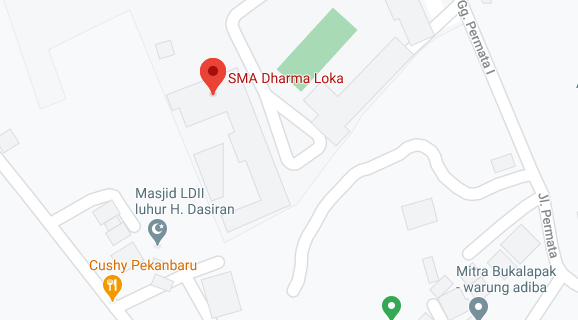 Gg. Permata I
SMA Dharma Loka
Masjid LDII
luhur H. Dasiran
Jl. Permata
Cushy Pekanbaru
Mitra Bukalapak
- warung adiba